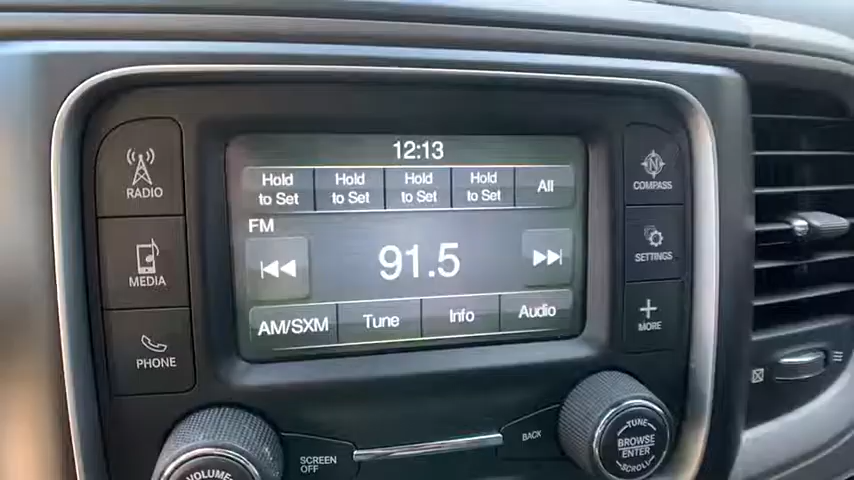 12:13
Hold to Set
Hold to Set
Hold to Set
Hold to Set
All
FM
91.5
AM/SXM
Tune
Info
Audio
RADIO
MEDIA
PHONE
N
COMPASS
SETTINGS
MORE
VOLUME
SCREEN
OFF
BACK
TUNE
BROWSE
ENTER
SCROLL